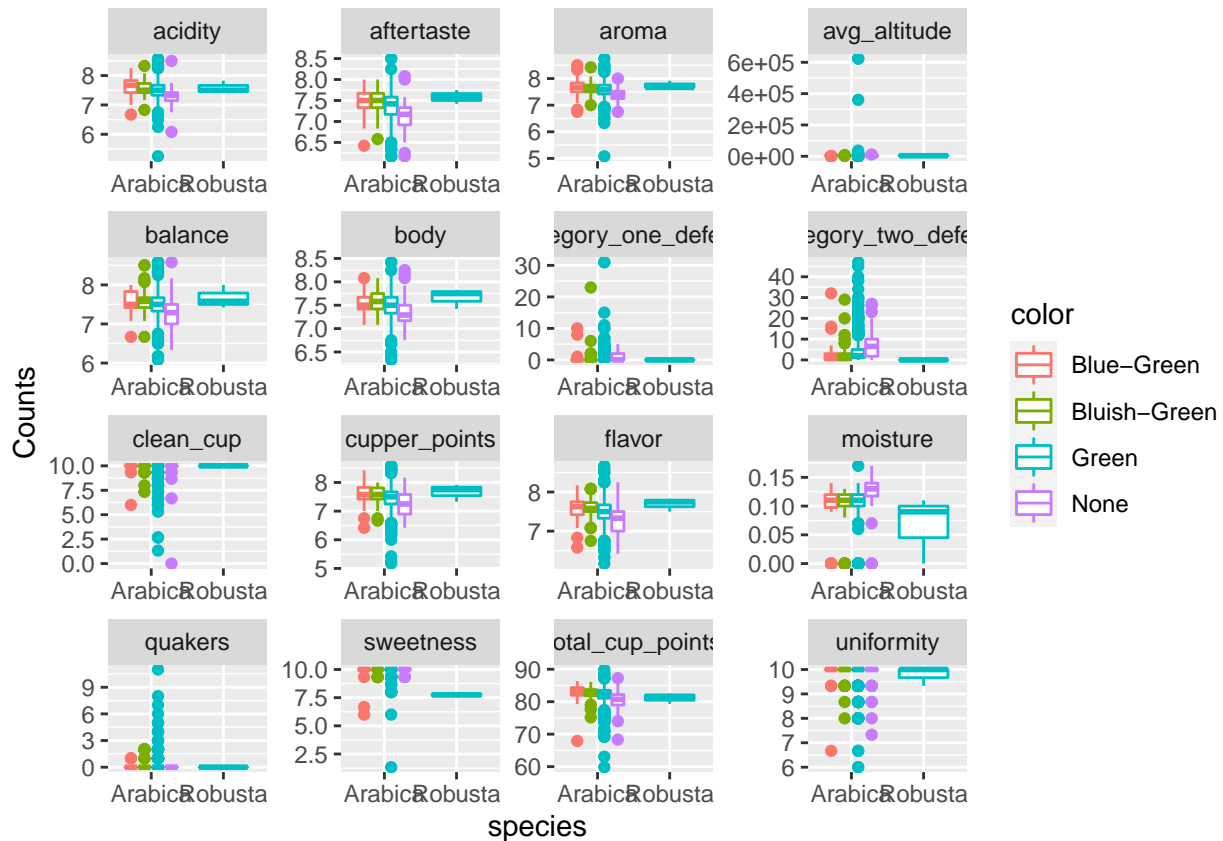 acidity aftertaste aroma avg_altitude
8 8.5 8 6e+05
7 8.0 7 4e+05
6 7.5 6 2e+05
7.0 5 0e+00
6.5
Arabica Robusta Arabica Robusta Arabica Robusta Arabica Robusta
balance body egory_one_defe egory_two_defe
8 8.5 30 40
7 8.0 20 30
6 7.5 10 20
7.0 0 10
6.5 0
Arabica Robusta Arabica Robusta Arabica Robusta Arabica Robusta
clean_cup cupper_points flavor moisture
10.0 8 8 0.15
7.5 7 7 0.10
5.0 6 0.05
2.5 5 0.00
0.0
Arabica Robusta Arabica Robusta Arabica Robusta Arabica Robusta
quakers sweetness otal_cup_points uniformity
9 10.0 90 10
6 7.5 80 9
3 5.0 70 8
0 2.5 60 7
6
Arabica Robusta Arabica Robusta Arabica Robusta Arabica Robusta
species
Counts
color
Blue-Green
Bluish-Green
Green
None